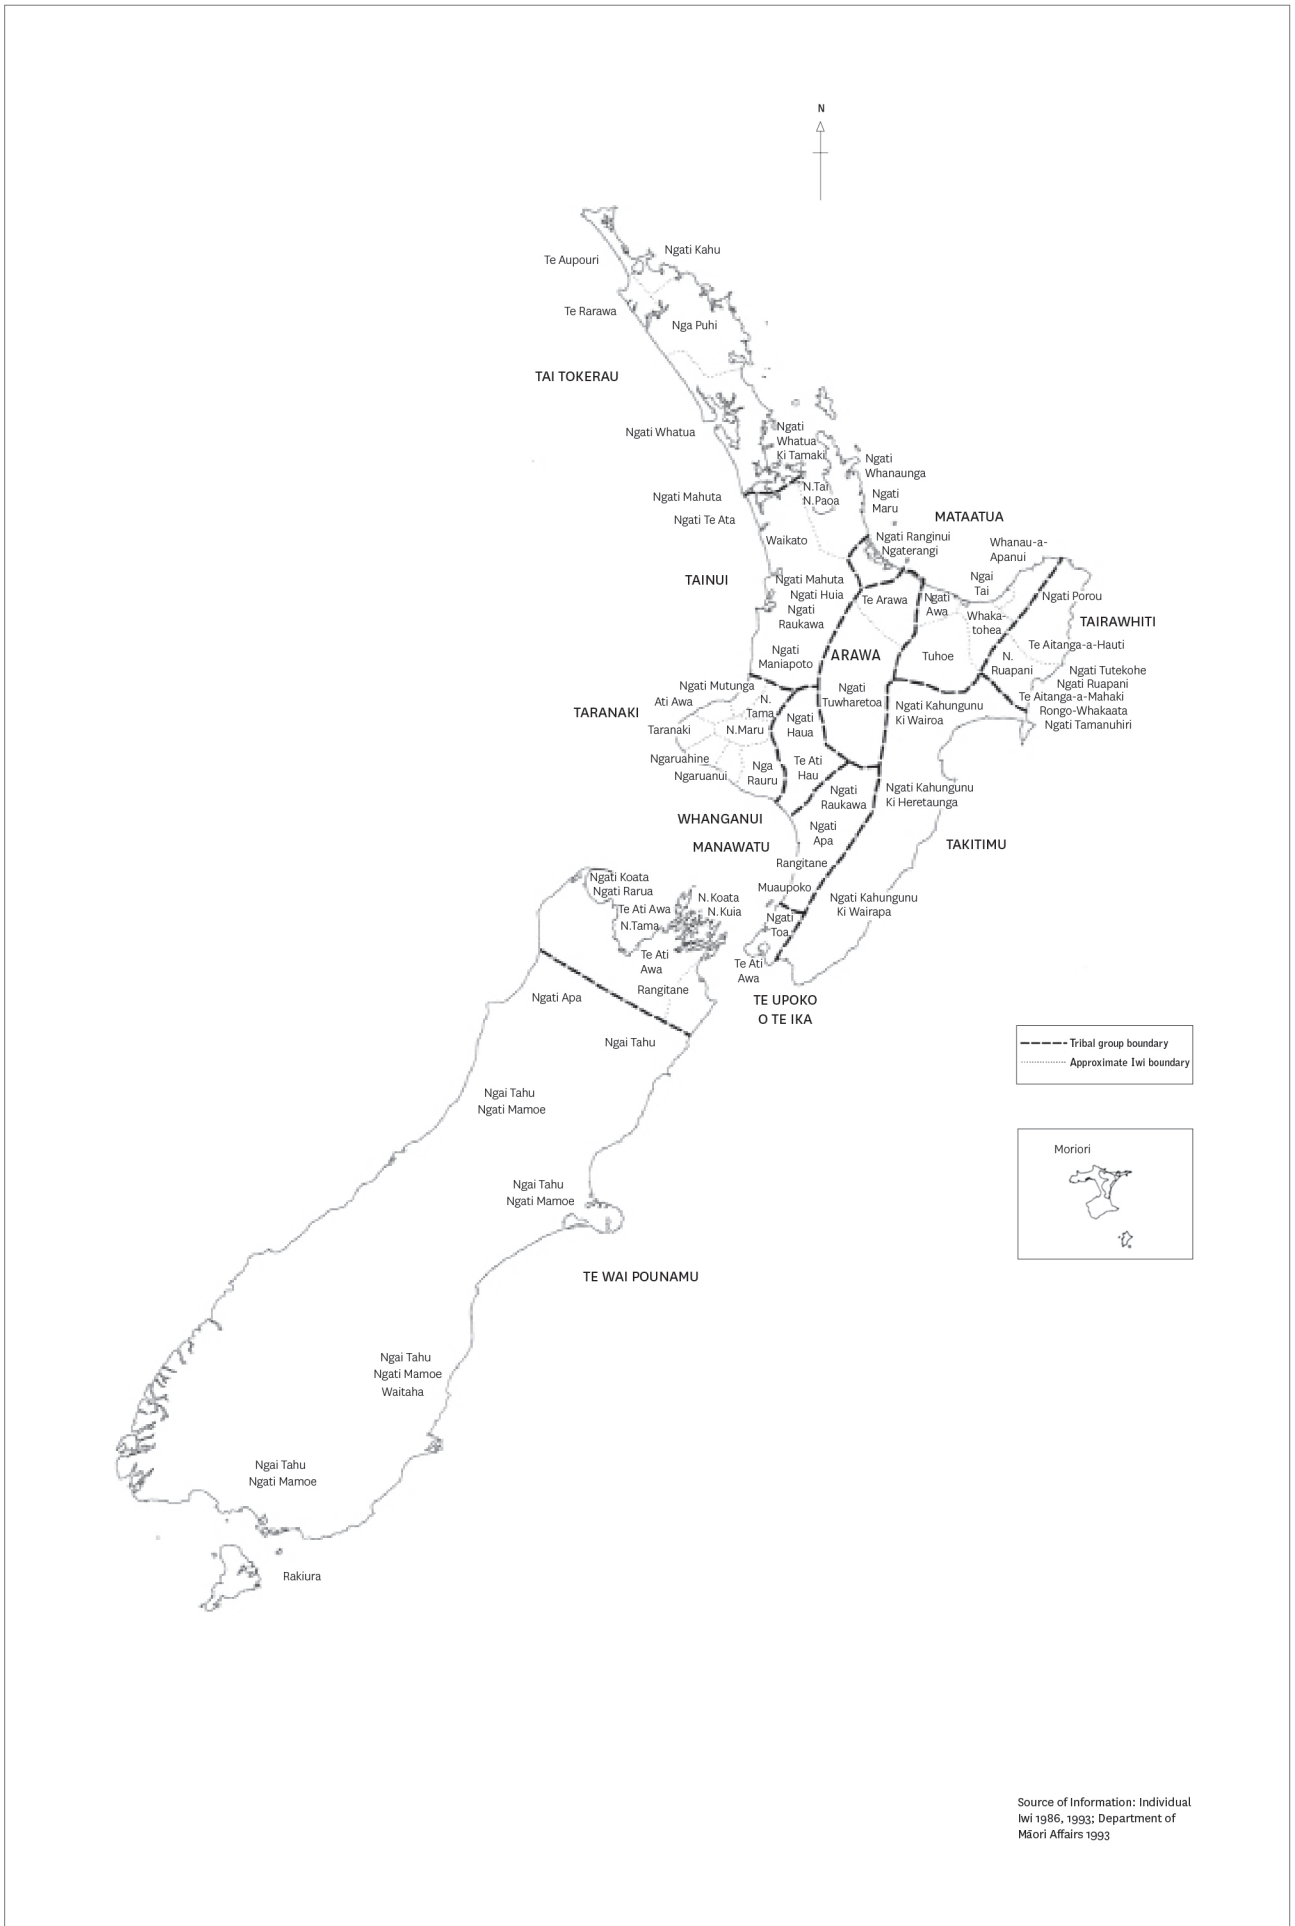 N
Ngati Kahu
Te Aupouri
Te Rarawa
Nga Puhi
TAI TOKERAU
Ngati Whatua
Ngati
Whatua
Ki Tamaki
Ngati
Whanaunga
N.Tai
N.Paoa
Ngati Mahuta
Ngati
Maru
Ngati Te Ata
MATAATUA
Waikato
Ngati Ranginui
Ngaterangi
Whanau-a-
Apanui
TAINUI
Ngati Mahuta
Ngati Huia
Ngati
Raukawa
Te Arawa
Ngati
Awa
Ngai
Tai
Ngati Porou
Whaka-
tohea
TAIRAWHITI
Te Aitanga-a-Hauti
Ngati
Maniapoto
ARAWA
Tuhoe
N.
Ruapani
Ngati Tutekohe
Ngati Ruapani
Te Aitanga-a-Mahaki
Rongo-Whakaata
Ngati Tamanuhiri
Ngati Mutunga
Ati Awa
N.
Tama
Ngati
Tuwharetoa
Ngati Kahungunu
Ki Wairoa
TARANAKI
Taranaki
N.Maru
Ngati
Haua
Ngaruahine
Ngaruanui
Nga
Rauru
Te Ati
Hau
Ngati
Raukawa
Ngati Kahungunu
Ki Heretaunga
WHANGANUI
MANAWATU
Ngati
Apa
TAKITIMU
Rangitane
Muaupoko
Ngati Kahungunu
Ki Wairapa
Ngati
Toa
Te Ati
Awa
TE UPOKO
O TE IKA
Ngati Koata
Ngati Rarua
Te Ati Awa
N.Tama
N.Koata
N.Kuia
Te Ati
Awa
Rangitane
Ngati Apa
Ngai Tahu
Tribal group boundary
Approximate Iwi boundary
Ngai Tahu
Ngati Mamoe
Moriori
Ngai Tahu
Ngati Mamoe
TE WAI POUNAMU
Ngai Tahu
Ngati Mamoe
Waitaha
Ngai Tahu
Ngati Mamoe
Rakiura
Source of Information: Individual
Iwi 1986, 1993; Department of
Māori Affairs 1993